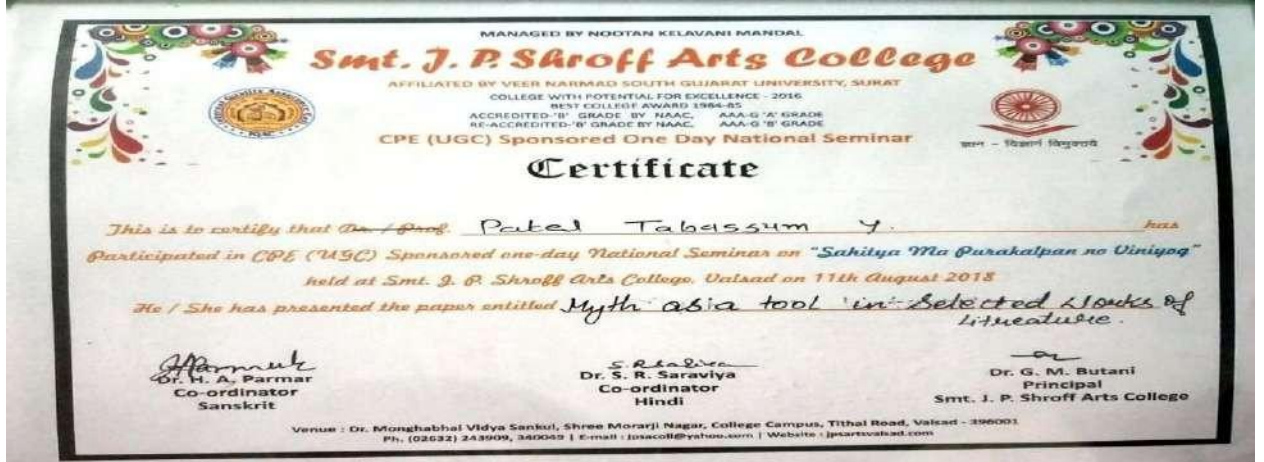 MANAGED BY NOOTAN KELAVANI MANDAL
Smt. J. P. Shroff Arts College
AFFILIATED BY VEER NARMAD SOUTH GUJARAT UNIVERSITY, SURAT
COLLEGE WITH POTENTIAL FOR EXCELLENCE - 2016
BEST COLLEGE AWARD 1984-85
ACCREDITED-'B' GRADE BY NAAC, AAA-G 'A' GRADE
RE-ACCREDITED-'B' GRADE BY NAAC, AAA-G 'B' GRADE
CPE (UGC) Sponsored One Day National Seminar
ज्ञान - विज्ञानं विमुक्तये
Certificate
This is to certify that Dr. / Prof. Patel Tabassum Y. has
Participated in CPE (UGC) Sponsored one-day National Seminar on "Sahitya Ma Purakalpan no Viniyog"
held at Smt. J. P. Shroff Arts College, Valsad on 11th August 2018
He / She has presented the paper entitled Myth as a tool in Selected Works of
Literature.
Dr. H. A. Parmar
Co-ordinator
Sanskrit
Dr. S. R. Saraviya
Co-ordinator
Hindi
Dr. G. M. Butani
Principal
Smt. J. P. Shroff Arts College
Venue : Dr. Monghabhai Vidya Sankul, Shree Morarji Nagar, College Campus, Tithal Road, Valsad - 396001
Ph. (02632) 243909, 340049 | E-mail : jpsacoll@yahoo.com | Website : jpartsvalsad.com